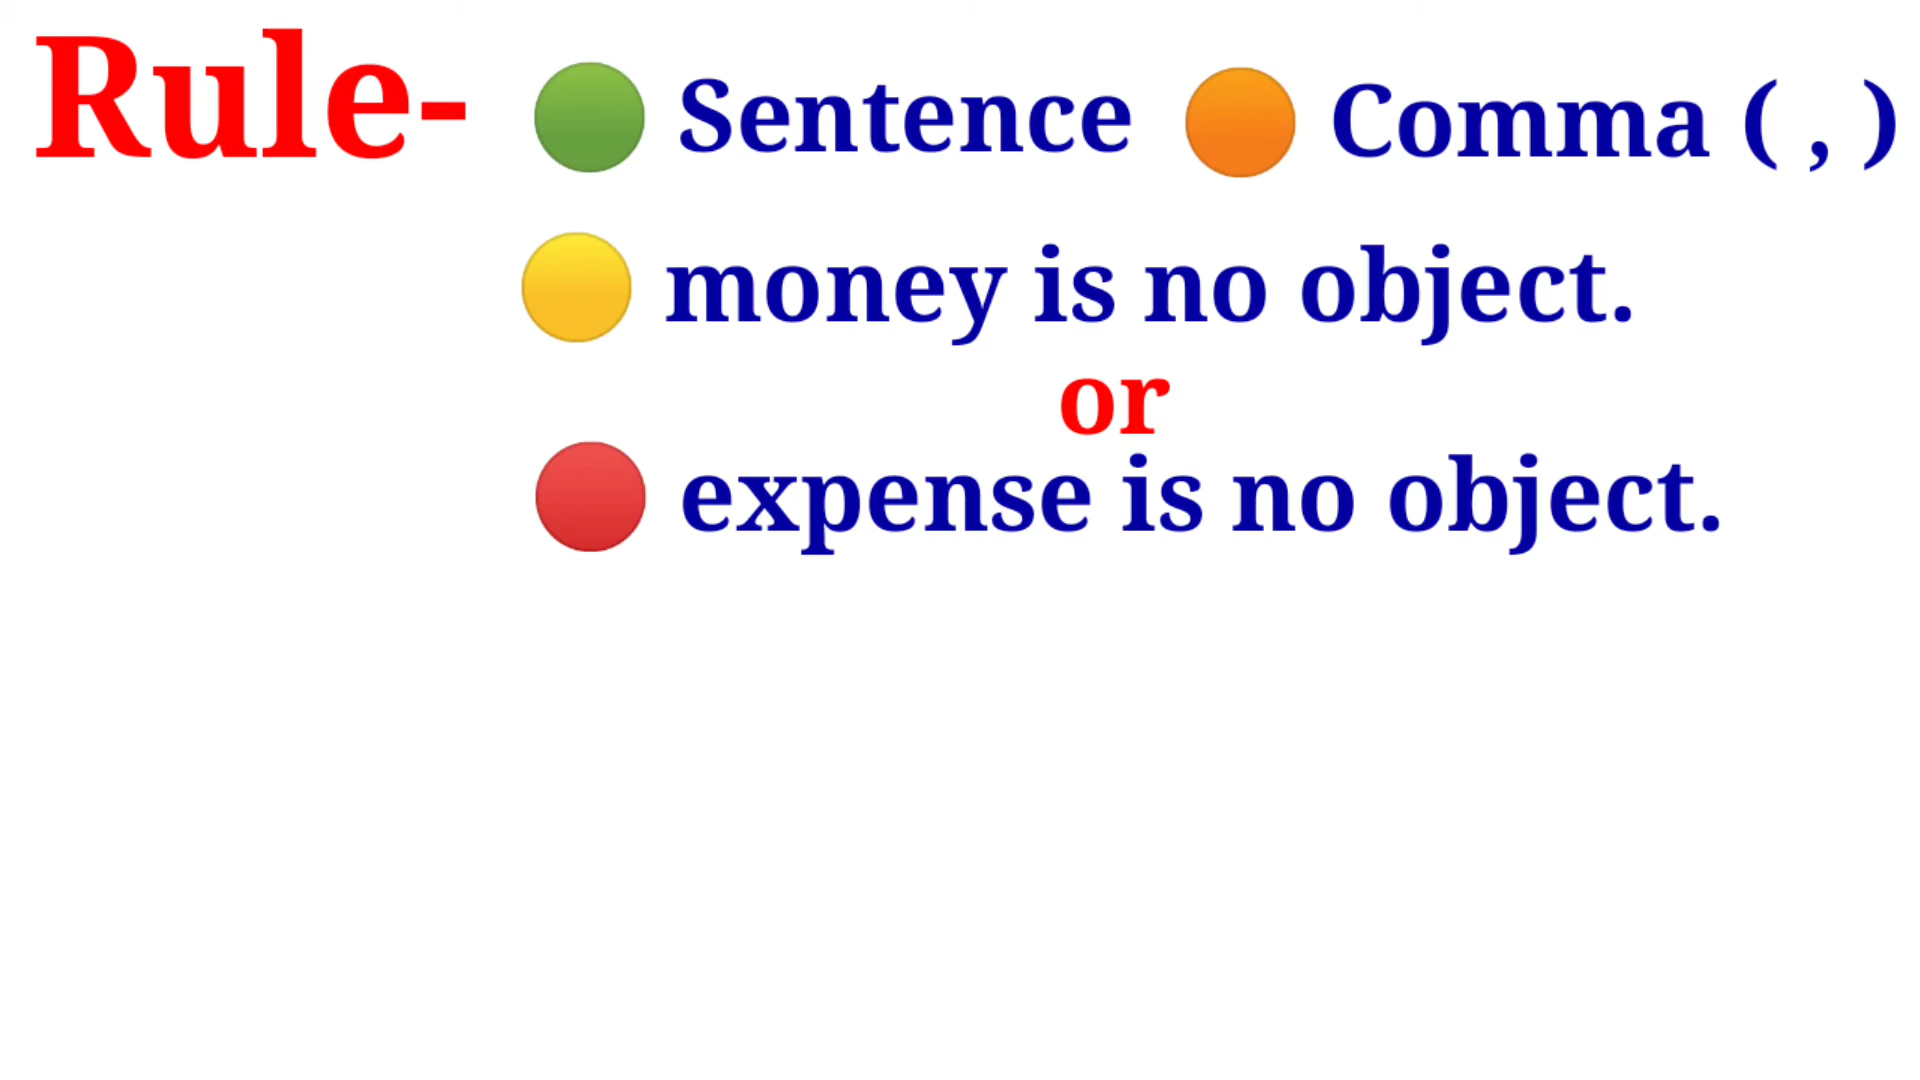 Rule- 🟢 Sentence 🟠 Comma ( , )
🟡 money is no object.
or
🔴 expense is no object.